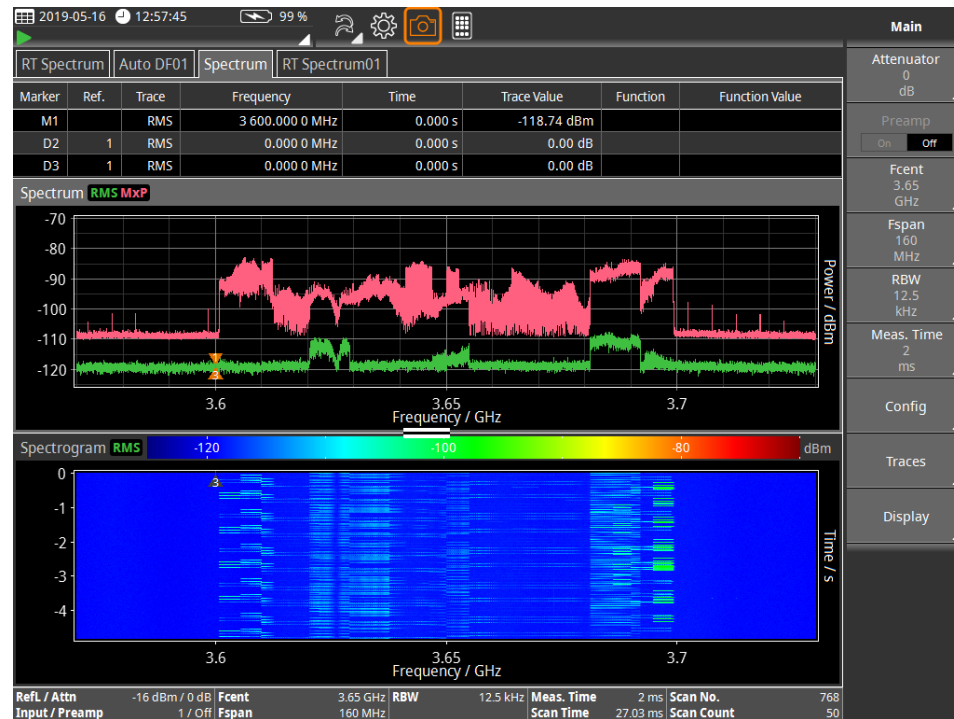 2019-05-16 12:57:45 99 %
RT Spectrum Auto DF01 Spectrum RT Spectrum01
Marker Ref. Trace Frequency Time Trace Value Function Function Value
M1 RMS 3 600.000 0 MHz 0.000 s -118.74 dBm
D2 1 RMS 0.000 0 MHz 0.000 s 0.00 dB
D3 1 RMS 0.000 0 MHz 0.000 s 0.00 dB
Spectrum RMS MxP
-70
-80
-90
-100
-110
-120
3
Power / dBm
3.6 3.65 3.7
Frequency / GHz
Spectrogram RMS -120 -100 -80 dBm
0
-1
-2
-3
-4
3
Time / s
3.6 3.65 3.7
Frequency / GHz
RefL / Attn -16 dBm / 0 dB Fcent 3.65 GHz RBW 12.5 kHz Meas. Time 2 ms Scan No. 768
Input / Preamp 1 / Off Fspan 160 MHz Scan Time 27.03 ms Scan Count 50
Main
Attenuator
0
dB
Preamp
On Off
Fcent
3.65
GHz
Fspan
160
MHz
RBW
12.5
kHz
Meas. Time
2
ms
Config
Traces
Display